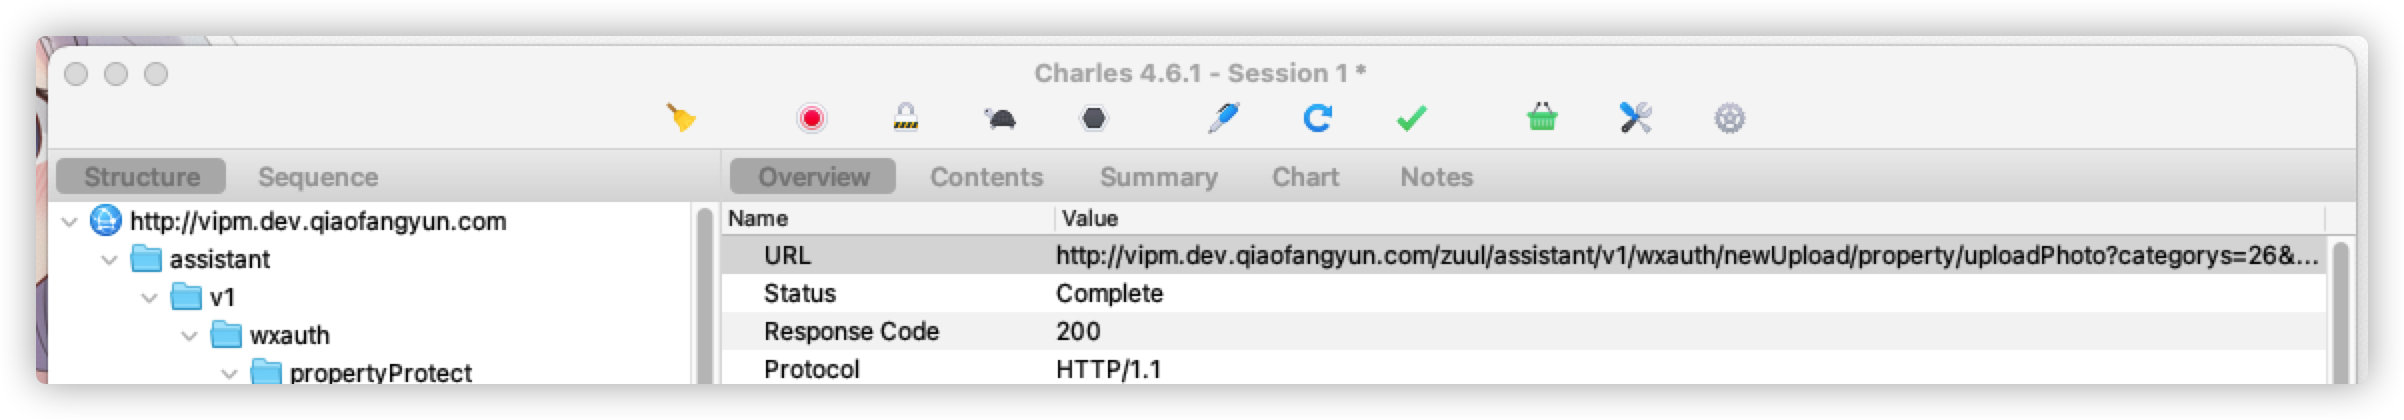 Charles 4.6.1 - Session 1 *
Structure Sequence
Overview Contents Summary Chart Notes
http://vipm.dev.qiaofangyun.com
assistant
v1
wxauth
propertyProtect
Name Value
URL http://vipm.dev.qiaofangyun.com/zuul/assistant/v1/wxauth/newUpload/property/uploadPhoto?categorys=26&...
Status Complete
Response Code 200
Protocol HTTP/1.1